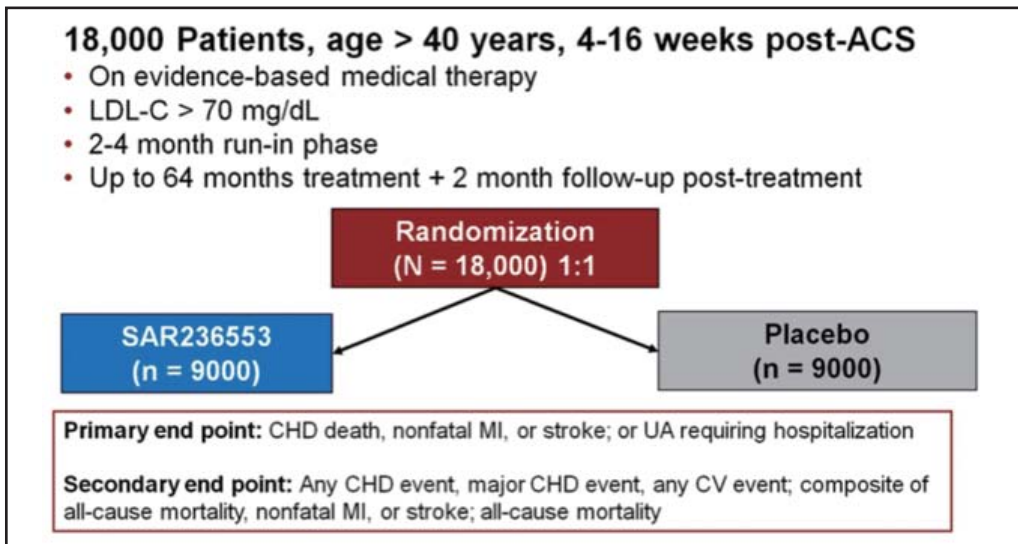 18,000 Patients, age > 40 years, 4-16 weeks post-ACS
• On evidence-based medical therapy
• LDL-C > 70 mg/dL
• 2-4 month run-in phase
• Up to 64 months treatment + 2 month follow-up post-treatment
Randomization
(N = 18,000) 1:1
SAR236553
(n = 9000)
Placebo
(n = 9000)
Primary end point: CHD death, nonfatal MI, or stroke; or UA requiring hospitalization
Secondary end point: Any CHD event, major CHD event, any CV event; composite of
all-cause mortality, nonfatal MI, or stroke; all-cause mortality